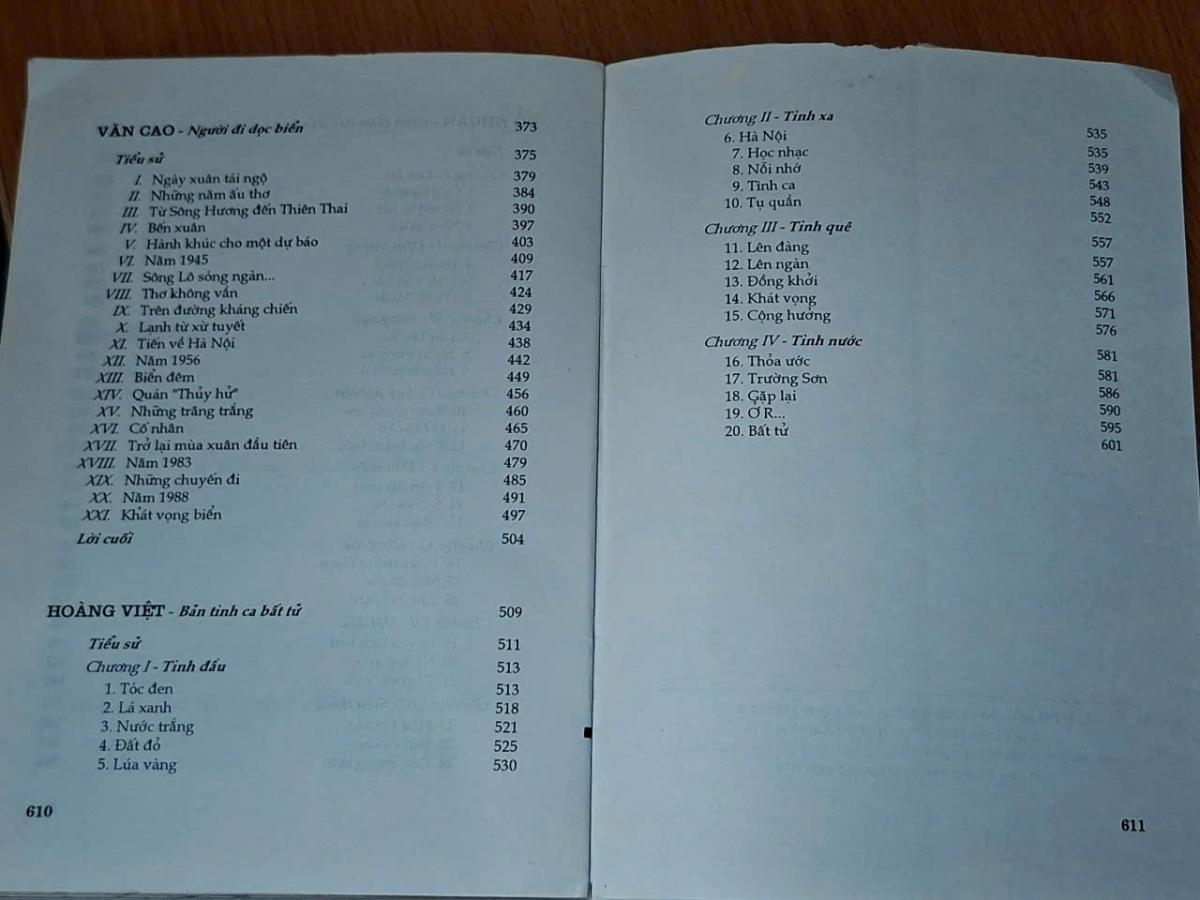 VĂN CAO - Người đi dọc biển 373
Tiểu sử 375
I. Ngày xuân tái ngộ 379
II. Những năm ấu thơ 384
III. Từ Sông Hương đến Thiên Thai 390
IV. Bến xuân 397
V. Hành khúc cho một dự báo 403
VI. Năm 1945 409
VII. Sông Lô sóng ngàn... 417
VIII. Thơ không vần 424
IX. Trên đường kháng chiến 429
X. Lạnh từ xứ tuyết 434
XI. Tiến về Hà Nội 438
XII. Năm 1956 442
XIII. Biển đêm 449
XIV. Quán "Thủy hử" 456
XV. Những trăng trắng 460
XVI. Cố nhân 465
XVII. Trở lại mùa xuân đầu tiên 470
XVIII. Năm 1983 479
XIX. Những chuyến đi 485
XX. Năm 1988 491
XXI. Khát vọng biển 497
Lời cuối 504
HOÀNG VIỆT - Bản tình ca bất tử 509
Tiểu sử 511
Chương I - Tình đầu 513
1. Tóc đen 513
2. Lá xanh 518
3. Nước trắng 521
4. Đất đỏ 525
5. Lúa vàng 530
610
Chương II - Tình xa 535
6. Hà Nội 535
7. Học nhạc 539
8. Nỗi nhớ 543
9. Tình ca 548
10. Tụ quần 552
Chương III - Tình quê 557
11. Lên đàng 557
12. Lên ngàn 561
13. Đồng khởi 566
14. Khát vọng 571
15. Cộng hưởng 576
Chương IV - Tình nước 581
16. Thỏa ước 581
17. Trường Sơn 586
18. Gặp lại 590
19. Ơ R... 595
20. Bất tử 601
611